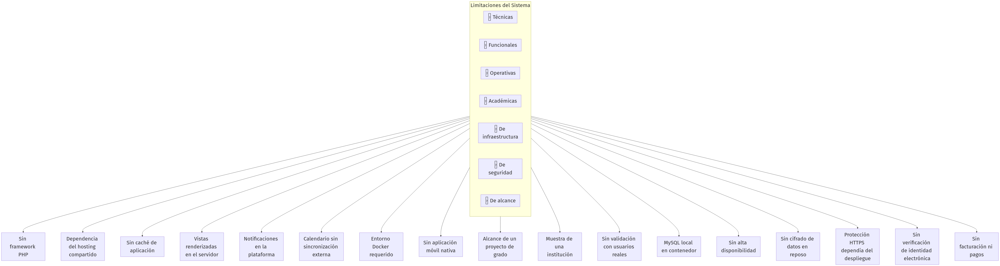 Limitaciones del Sistema
Técnicas
Funcionales
Operativas
Académicas
De
infraestructura
De
seguridad
De alcance
Sin
framework
PHP
Dependencia
del hosting
compartido
Sin caché de
aplicación
Vistas
renderizadas
en el servidor
Notificaciones
en la
plataforma
Calendario sin
sincronización
externa
Entorno
Docker
requerido
Sin aplicación
móvil nativa
Alcance de un
proyecto de
grado
Muestra de
una
institución
Sin validación
con usuarios
reales
MySQL local
en contenedor
Sin alta
disponibilidad
Sin cifrado de
datos en
reposo
Protección
HTTPS
dependía del
despliegue
Sin
verificación
de identidad
electrónica
Sin
facturación ni
pagos